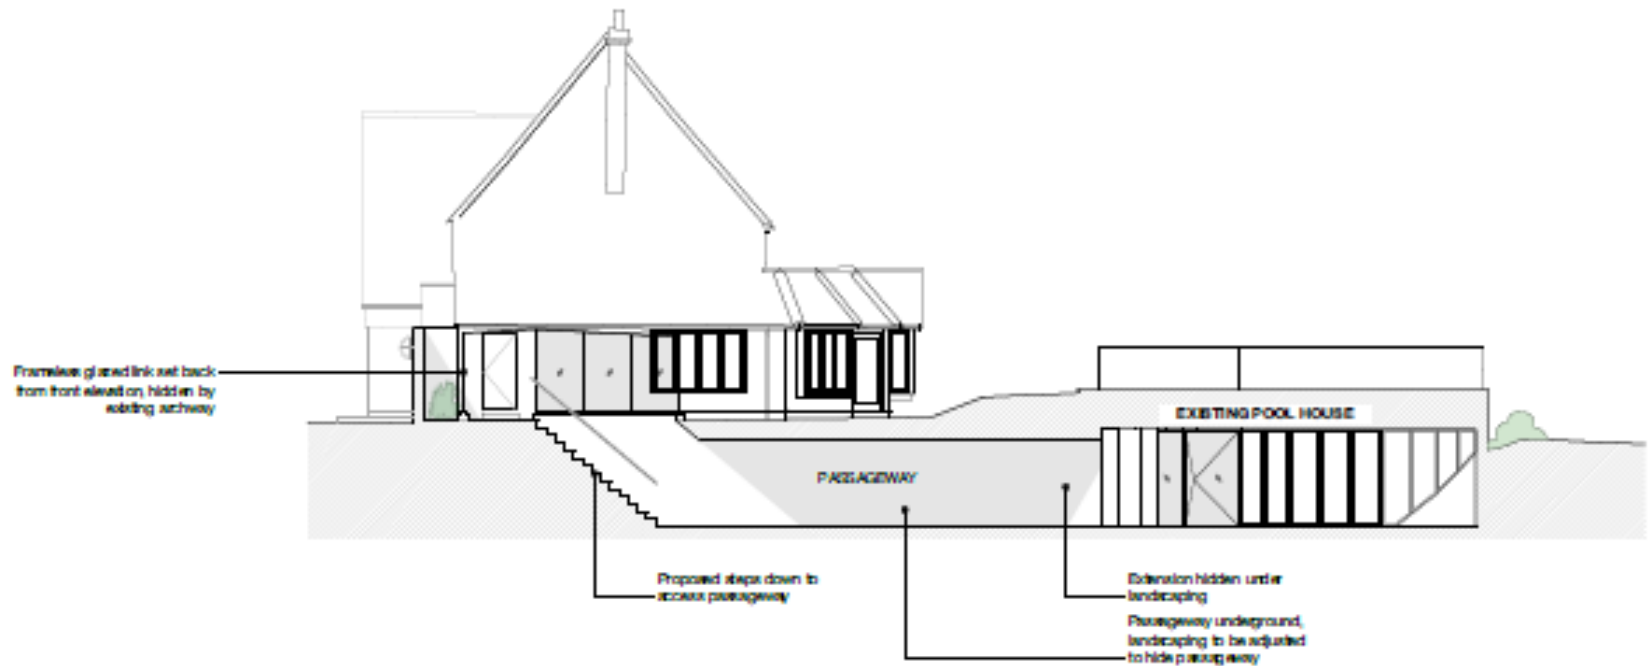 Frameless glazed link set back
from front elevation, hidden by
existing archway
EXISTING POOL HOUSE
PASSAGEWAY
Proposed steps down to
access passageway
Extension hidden under
landscaping
Passageway underground,
landscaping to be adjusted
to hide passageway